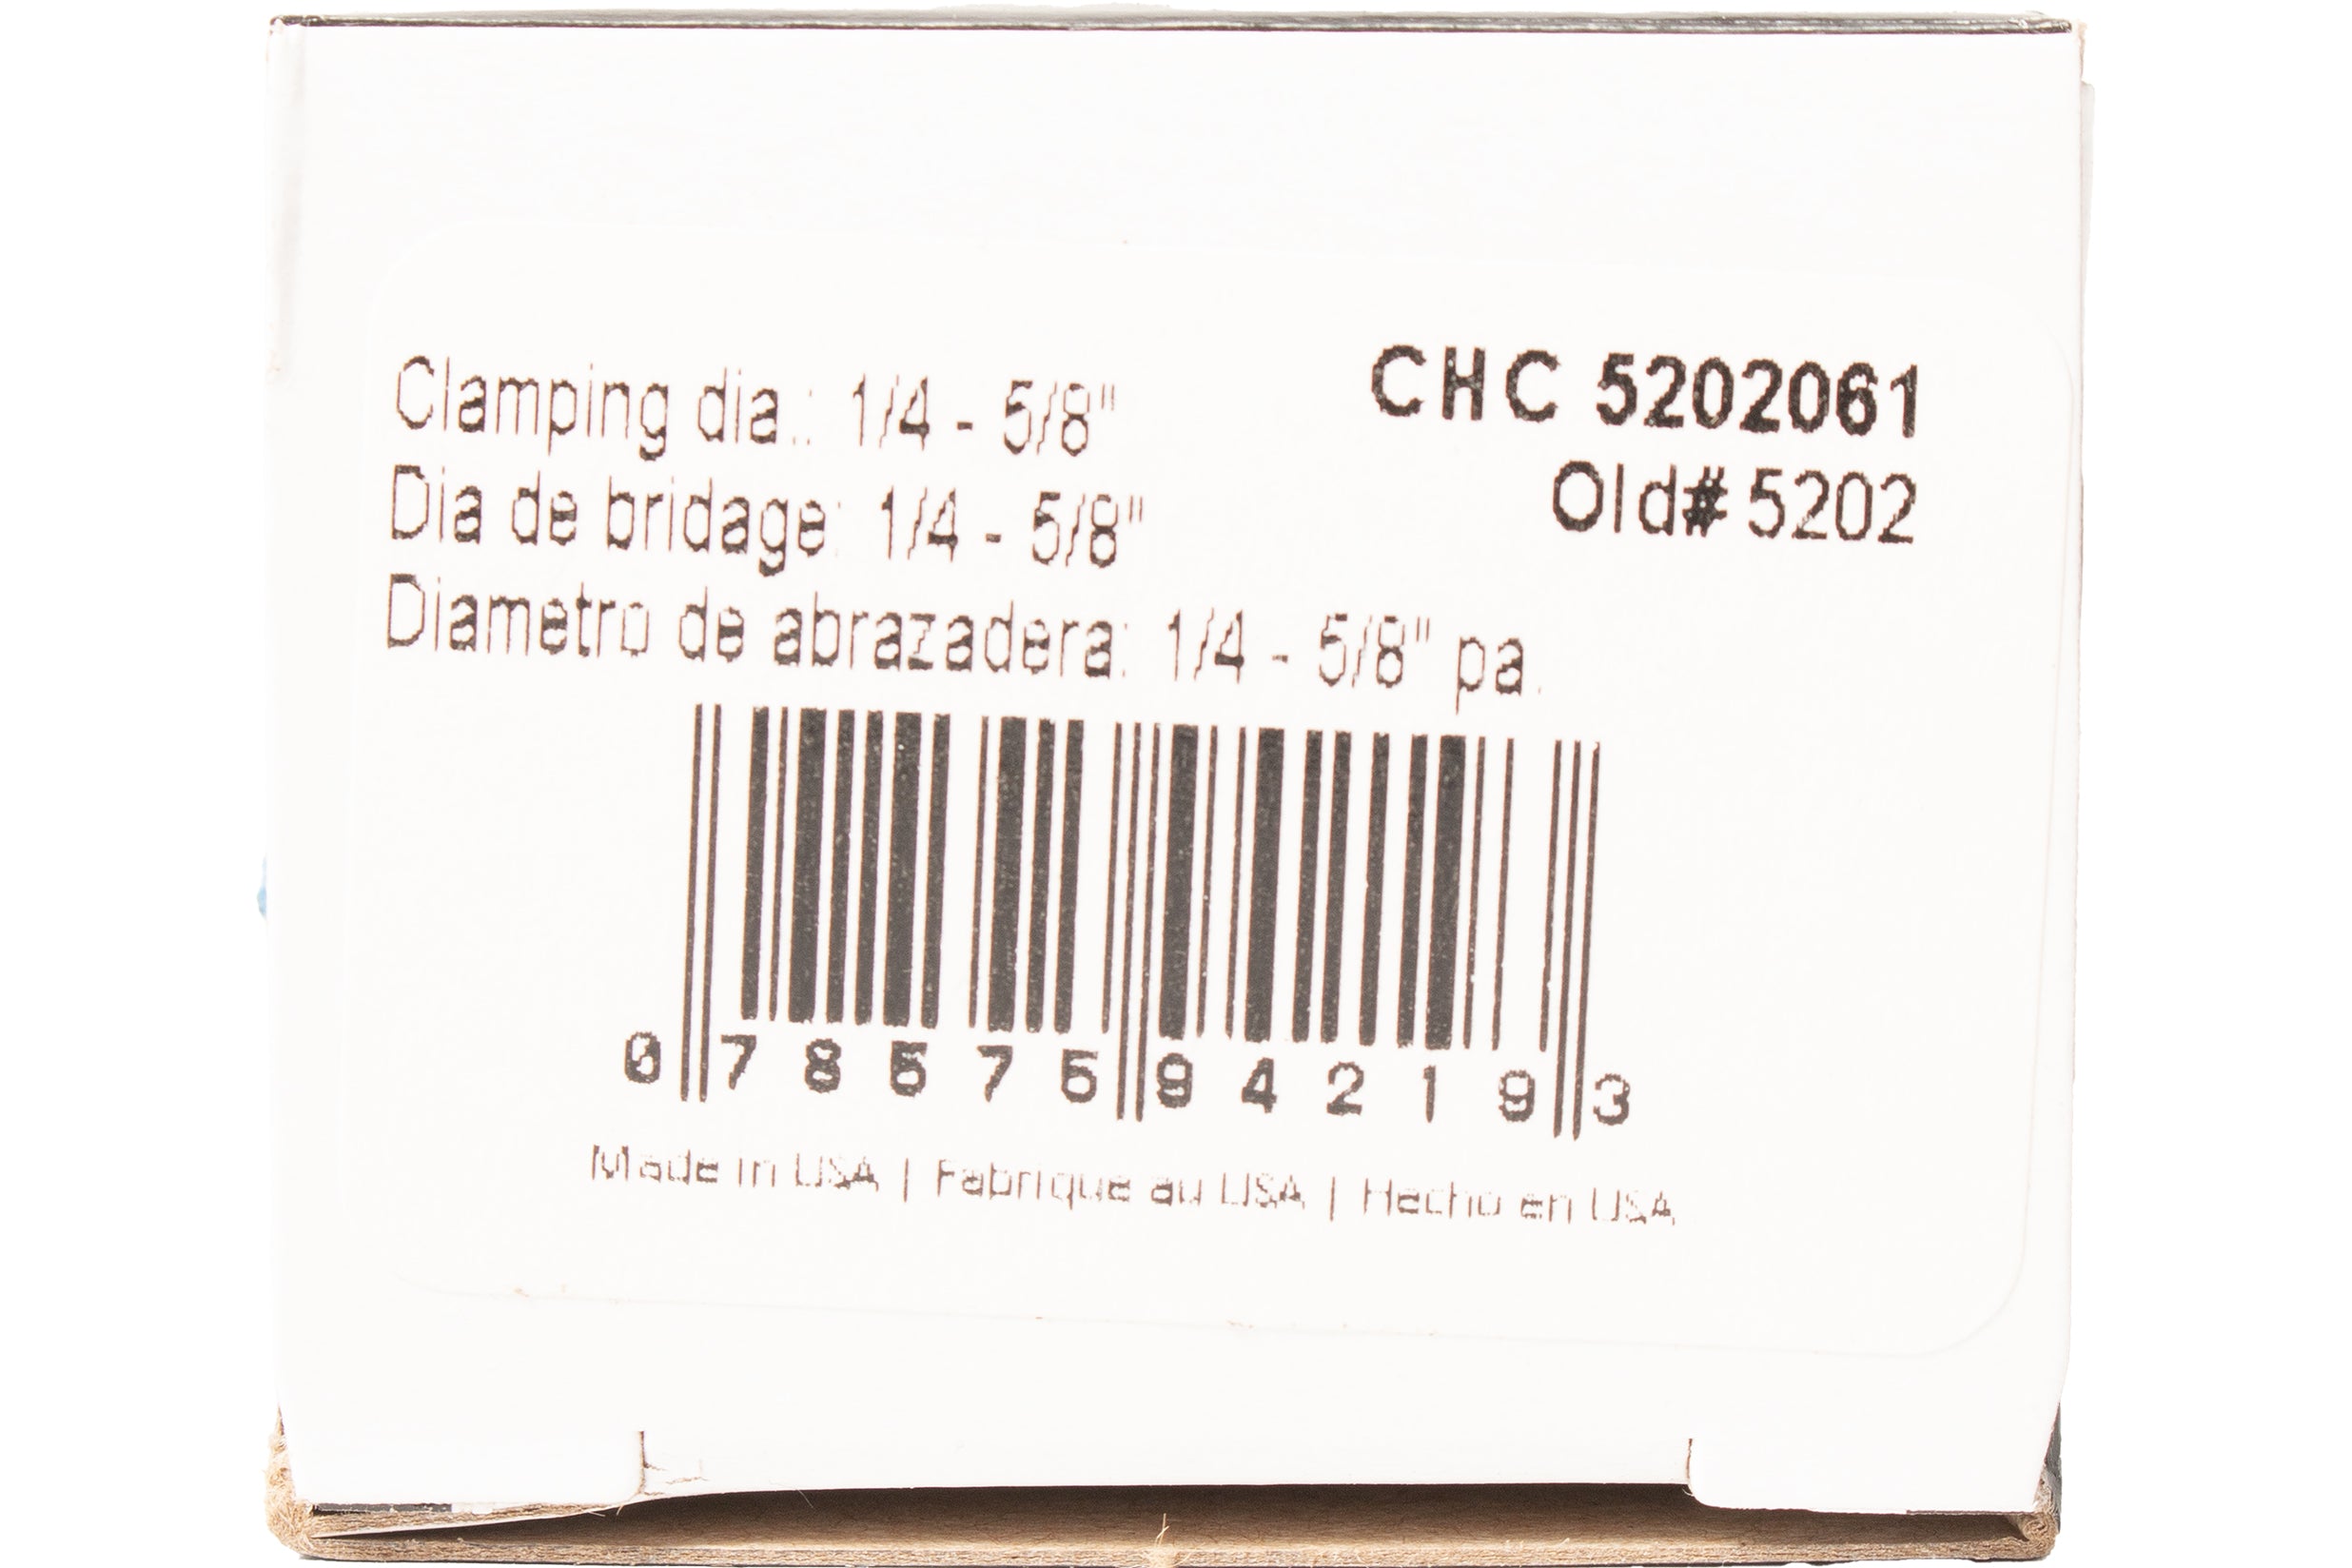 Clamping dia.: 1/4 - 5/8"
CHC 5202061
Dia de bridage: 1/4 - 5/8"
Old# 5202
Diametro de abrazadera: 1/4 - 5/8" pa.
0 78575 94219 3
Made in USA | Fabrique au USA | Hecho en USA